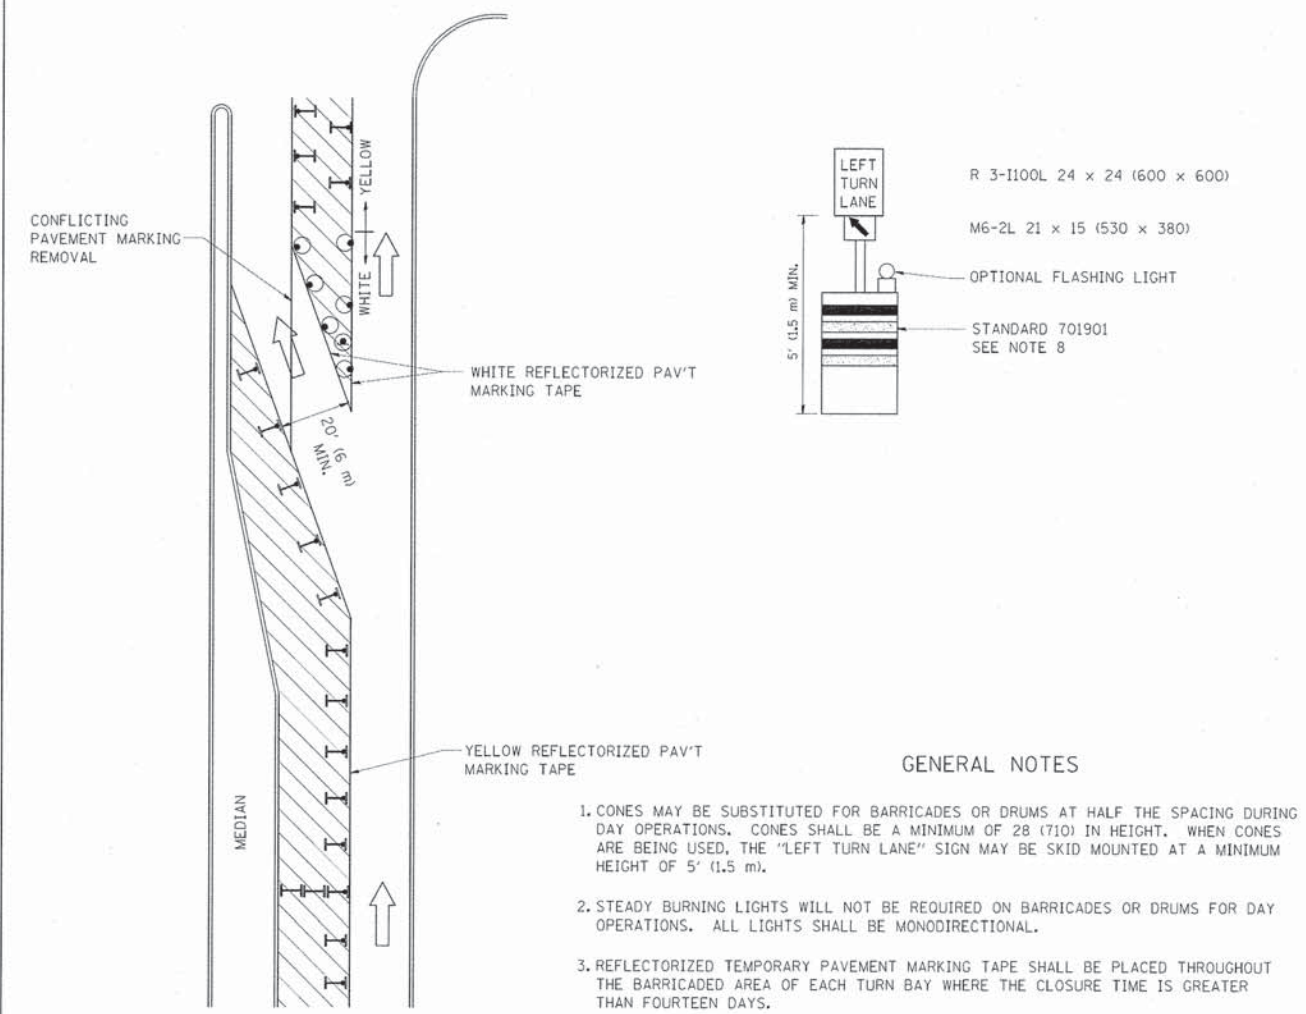 YELLOW
WHITE
CONFLICTING
PAVEMENT MARKING
REMOVAL
WHITE REFLECTORIZED PAV'T
MARKING TAPE
20' (6 m)
MIN.
YELLOW REFLECTORIZED PAV'T
MARKING TAPE
MEDIAN
LEFT
TURN
LANE
5' (1.5 m) MIN.
R 3-I100L 24 x 24 (600 x 600)
M6-2L 21 x 15 (530 x 380)
OPTIONAL FLASHING LIGHT
STANDARD 701901
SEE NOTE 8
GENERAL NOTES
1. CONES MAY BE SUBSTITUTED FOR BARRICADES OR DRUMS AT HALF THE SPACING DURING
DAY OPERATIONS. CONES SHALL BE A MINIMUM OF 28 (710) IN HEIGHT. WHEN CONES
ARE BEING USED, THE "LEFT TURN LANE" SIGN MAY BE SKID MOUNTED AT A MINIMUM
HEIGHT OF 5' (1.5 m).
2. STEADY BURNING LIGHTS WILL NOT BE REQUIRED ON BARRICADES OR DRUMS FOR DAY
OPERATIONS. ALL LIGHTS SHALL BE MONODIRECTIONAL.
3. REFLECTORIZED TEMPORARY PAVEMENT MARKING TAPE SHALL BE PLACED THROUGHOUT
THE BARRICADED AREA OF EACH TURN BAY WHERE THE CLOSURE TIME IS GREATER
THAN FOURTEEN DAYS.